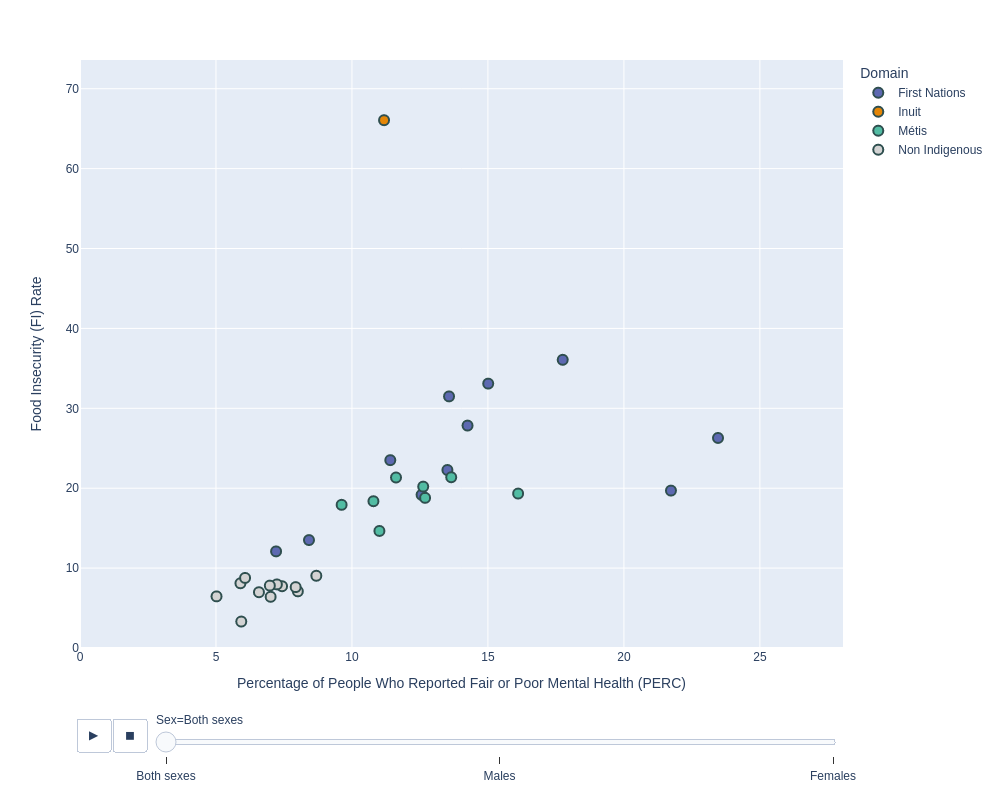 Domain
First Nations
Inuit
Métis
Non Indigenous
70
60
50
40
30
20
10
0
Food Insecurity (FI) Rate
0
5
10
15
20
25
Percentage of People Who Reported Fair or Poor Mental Health (PERC)
Sex=Both sexes
Both sexes
Males
Females